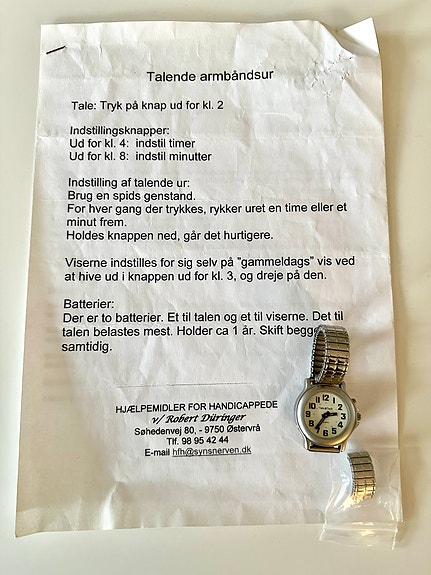 Talende armbåndsur
Tale: Tryk på knap ud for kl. 2
Indstillingsknapper:
Ud for kl. 4: indstil timer
Ud for kl. 8: indstil minutter
Indstilling af talende ur:
Brug en spids genstand.
For hver gang der trykkes, rykker uret en time eller et
minut frem.
Holdes knappen ned, går det hurtigere.
Viserne indstilles for sig selv på "gammeldags" vis ved
at hive ud i knappen ud for kl. 3, og dreje på den.
Batterier:
Der er to batterier. Et til talen og et til viserne. Det til
talen belastes mest. Holder ca 1 år. Skift
samtidig.
HJÆLPEMIDLER FOR HANDICAPPEDE
v/ Robert Düringer
Søhedenvej 80, - 9750 Østervrå
Tlf. 98 95 42 44
E-mail hfh@synsnerven.dk